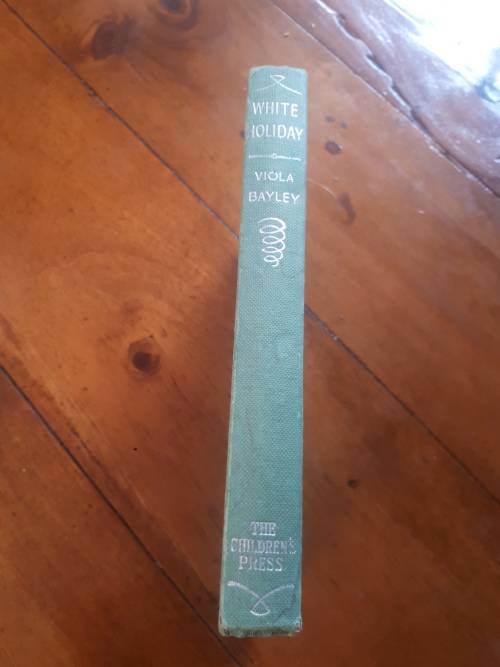 WHITE
HOLIDAY
VIOLA
BAYLEY
THE
CHILDREN'S
PRESS